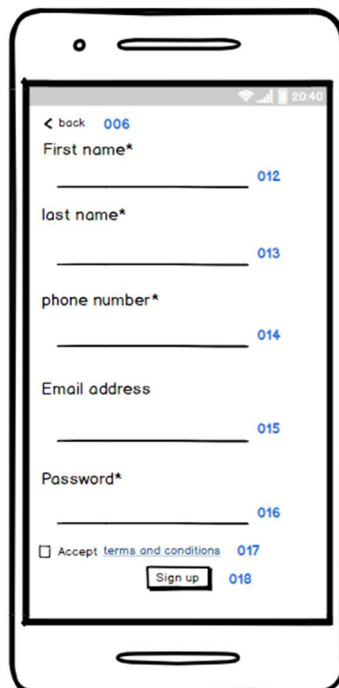 20:40
< back 006
First name*
012
last name*
013
phone number*
014
Email address
015
Password*
016
Accept terms and conditions 017
Sign up 018